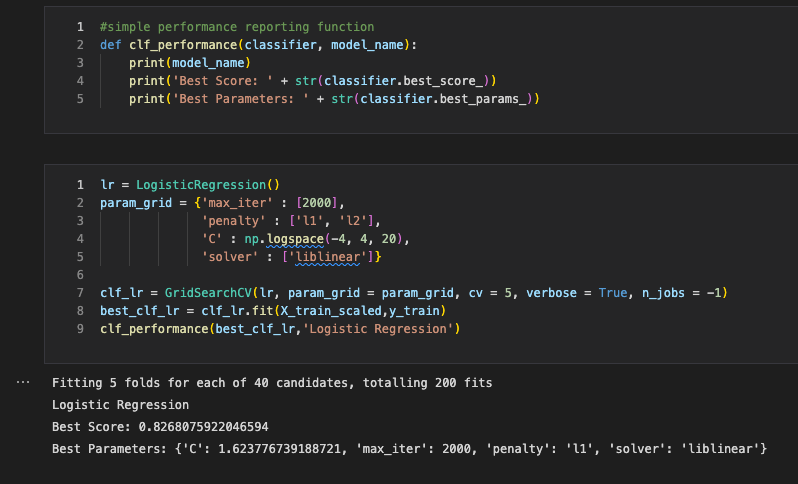 1 #simple performance reporting function
2 def clf_performance(classifier, model_name):
3     print(model_name)
4     print('Best Score: ' + str(classifier.best_score_))
5     print('Best Parameters: ' + str(classifier.best_params_))
1 lr = LogisticRegression()
2 param_grid = {'max_iter' : [2000],
3               'penalty' : ['l1', 'l2'],
4               'C' : np.logspace(-4, 4, 20),
5               'solver' : ['liblinear']}
6
7 clf_lr = GridSearchCV(lr, param_grid = param_grid, cv = 5, verbose = True, n_jobs = -1)
8 best_clf_lr = clf_lr.fit(X_train_scaled,y_train)
9 clf_performance(best_clf_lr,'Logistic Regression')
... Fitting 5 folds for each of 40 candidates, totalling 200 fits
Logistic Regression
Best Score: 0.8268075922046594
Best Parameters: {'C': 1.623776739188721, 'max_iter': 2000, 'penalty': 'l1', 'solver': 'liblinear'}